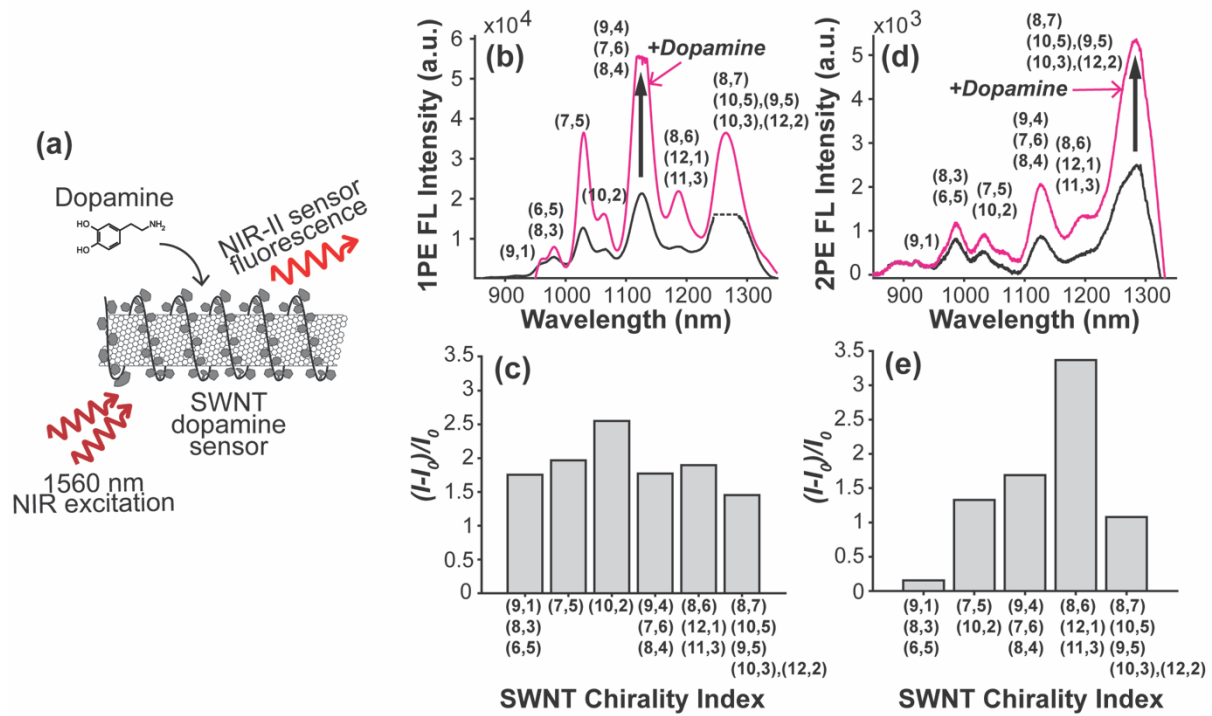 (a)
Dopamine
HO
HO
NH₂
NIR-II sensor
fluorescence
SWNT
dopamine
sensor
1560 nm
NIR excitation
(b)
x10⁴
1PE FL Intensity (a.u.)
6
5
4
3
2
1
(9,1)
(6,5)
(8,3)
(7,5)
(10,2)
(9,4)
(7,6)
(8,4)
+Dopamine
(8,6)
(12,1)
(11,3)
(8,7)
(10,5),(9,5)
(10,3),(12,2)
900 1000 1100 1200 1300
Wavelength (nm)
(c)
(I-I₀)/I₀
3.5
3
2.5
2
1.5
1
0.5
0
(9,1) (7,5) (10,2) (9,4) (8,6) (8,7)
(8,3) (7,6) (12,1) (10,5)
(6,5) (8,4) (11,3) (9,5)
(10,3),(12,2)
SWNT Chirality Index
(d)
x10³
2PE FL Intensity (a.u.)
5
4
3
2
1
0
(9,1)
(8,3)
(6,5)
(7,5)
(10,2)
(9,4)
(7,6)
(8,4)
(8,6)
(12,1)
(11,3)
(8,7)
(10,5),(9,5)
(10,3),(12,2)
+Dopamine
900 1000 1100 1200 1300
Wavelength (nm)
(e)
(I-I₀)/I₀
3.5
3
2.5
2
1.5
1
0.5
0
(9,1) (7,5) (9,4) (8,6) (8,7)
(8,3) (10,2) (7,6) (12,1) (10,5)
(6,5) (8,4) (11,3) (9,5)
(10,3),(12,2)
SWNT Chirality Index